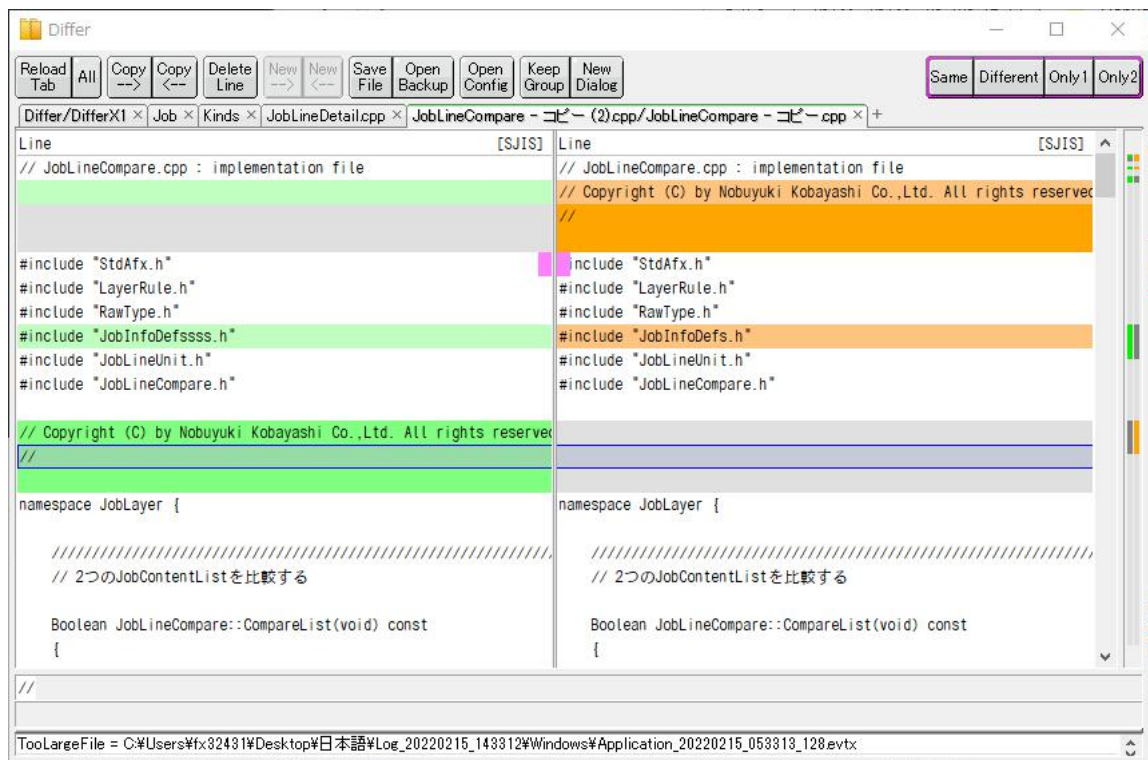 Differ
Reload Tab All Copy --> Copy <-- Delete Line New --> New <-- Save File Open Backup Open Config Keep Group New Dialog Same Different Only1 Only2
Differ/DifferX1 × Job × Kinds × JobLineDetail.cpp × JobLineCompare - コピー (2).cpp/JobLineCompare - コピー.cpp × +
Line [SJIS] Line [SJIS]
// JobLineCompare.cpp : implementation file // JobLineCompare.cpp : implementation file
// Copyright (C) by Nobuyuki Kobayashi Co.,Ltd. All rights reserved
//
#include "StdAfx.h" include "StdAfx.h"
#include "LayerRule.h" #include "LayerRule.h"
#include "RawType.h" #include "RawType.h"
#include "JobInfoDefssss.h" #include "JobInfoDefs.h"
#include "JobLineUnit.h" #include "JobLineUnit.h"
#include "JobLineCompare.h" #include "JobLineCompare.h"
// Copyright (C) by Nobuyuki Kobayashi Co.,Ltd. All rights reserved
//
namespace JobLayer { namespace JobLayer {
////////////////////////////////////////////////////////////// //////////////////////////////////////////////////////////////
// 2つのJobContentListを比較する // 2つのJobContentListを比較する
Boolean JobLineCompare::CompareList(void) const Boolean JobLineCompare::CompareList(void) const
{ {
//
TooLargeFile = C:¥Users¥fx32431¥Desktop¥日本語¥Log_20220215_143312¥Windows¥Application_20220215_053313_128.evtx